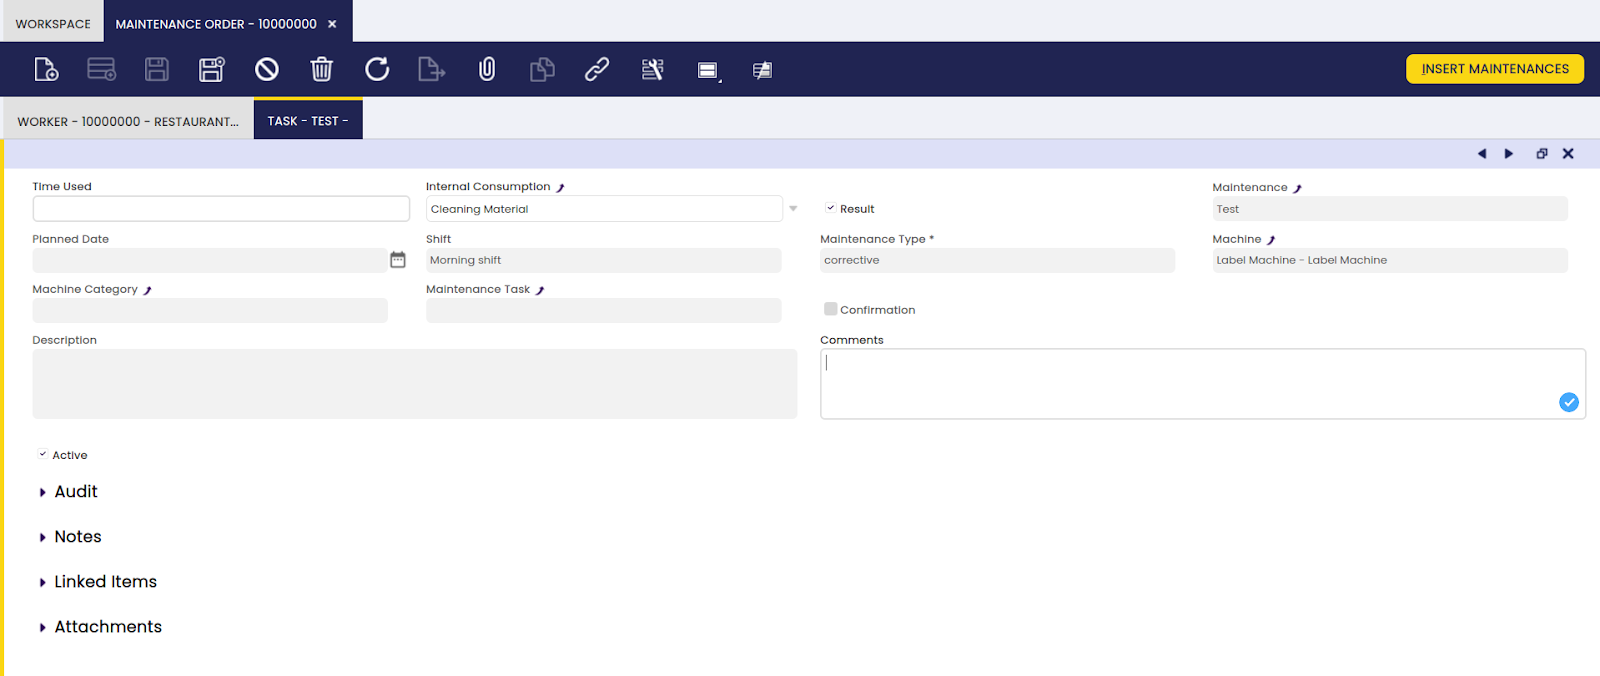 WORKSPACE
MAINTENANCE ORDER - 10000000 ×
INSERT MAINTENANCES
WORKER - 10000000 - RESTAURANT...
TASK - TEST -
Time Used
Internal Consumption
Cleaning Material
Result
Maintenance
Test
Planned Date
Shift
Morning shift
Maintenance Type *
corrective
Machine
Label Machine - Label Machine
Machine Category
Maintenance Task
Confirmation
Description
Comments
Active
Audit
Notes
Linked Items
Attachments